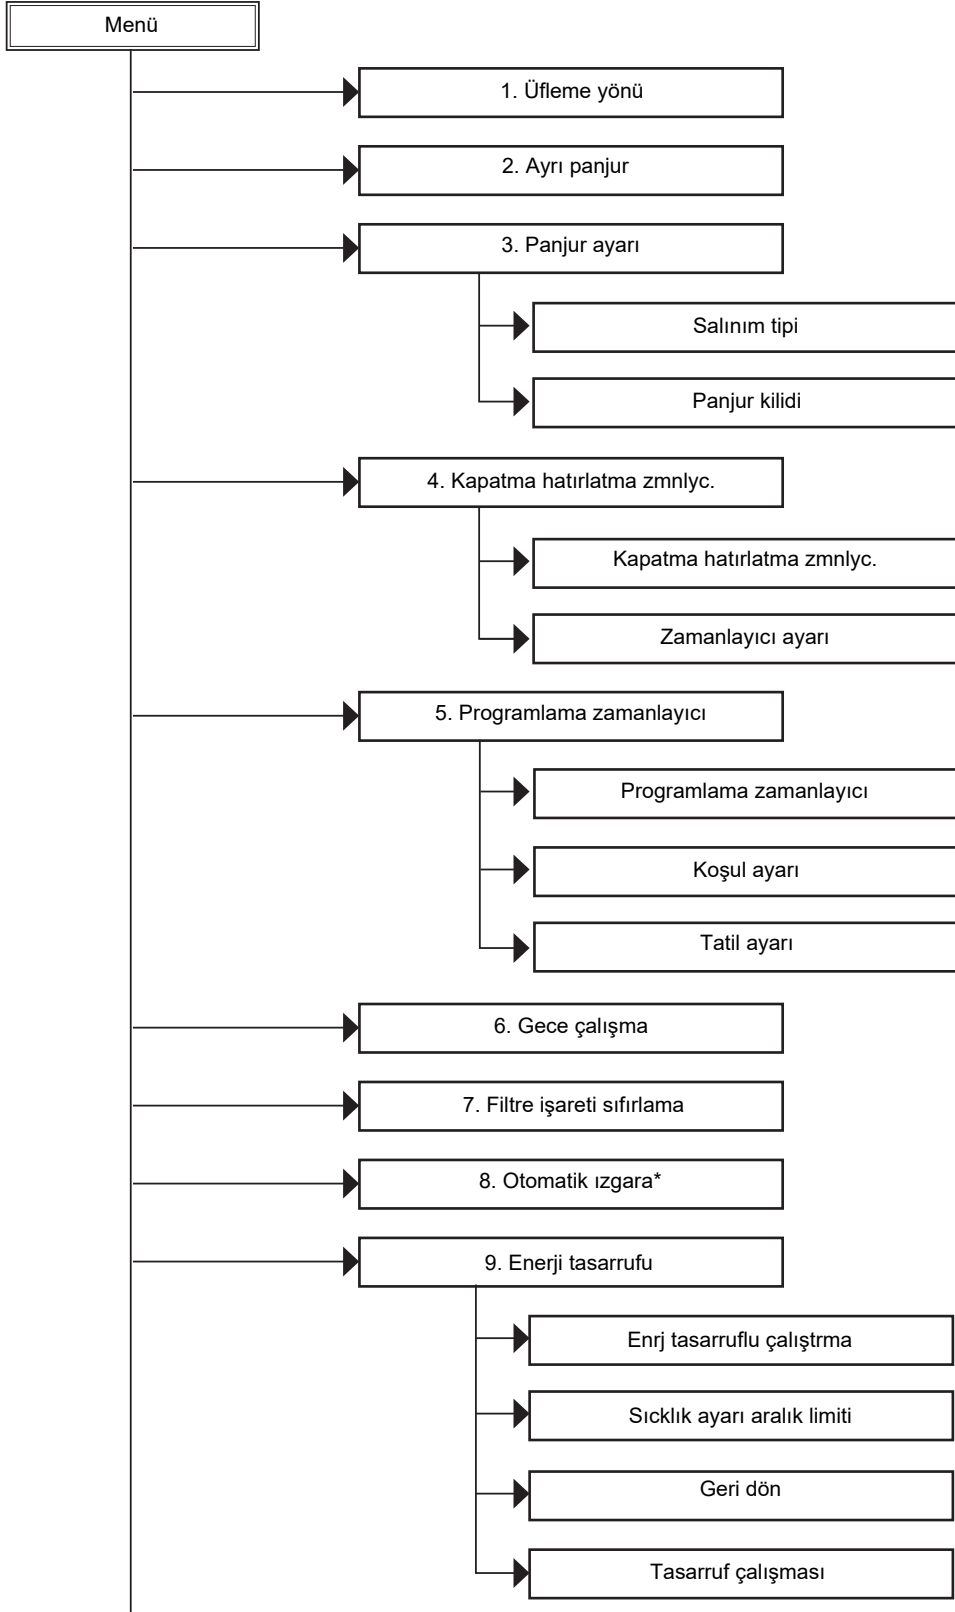 Menü
1. Üfleme yönü
2. Ayrı panjur
3. Panjur ayarı
Salınım tipi
Panjur kilidi
4. Kapatma hatırlatma zmnlyc.
Kapatma hatırlatma zmnlyc.
Zamanlayıcı ayarı
5. Programlama zamanlayıcı
Programlama zamanlayıcı
Koşul ayarı
Tatil ayarı
6. Gece çalışma
7. Filtre işareti sıfırlama
8. Otomatik ızgara*
9. Enerji tasarrufu
Enrj tasarruflu çalıştrma
Sıcklık ayarı aralık limiti
Geri dön
Tasarruf çalışması